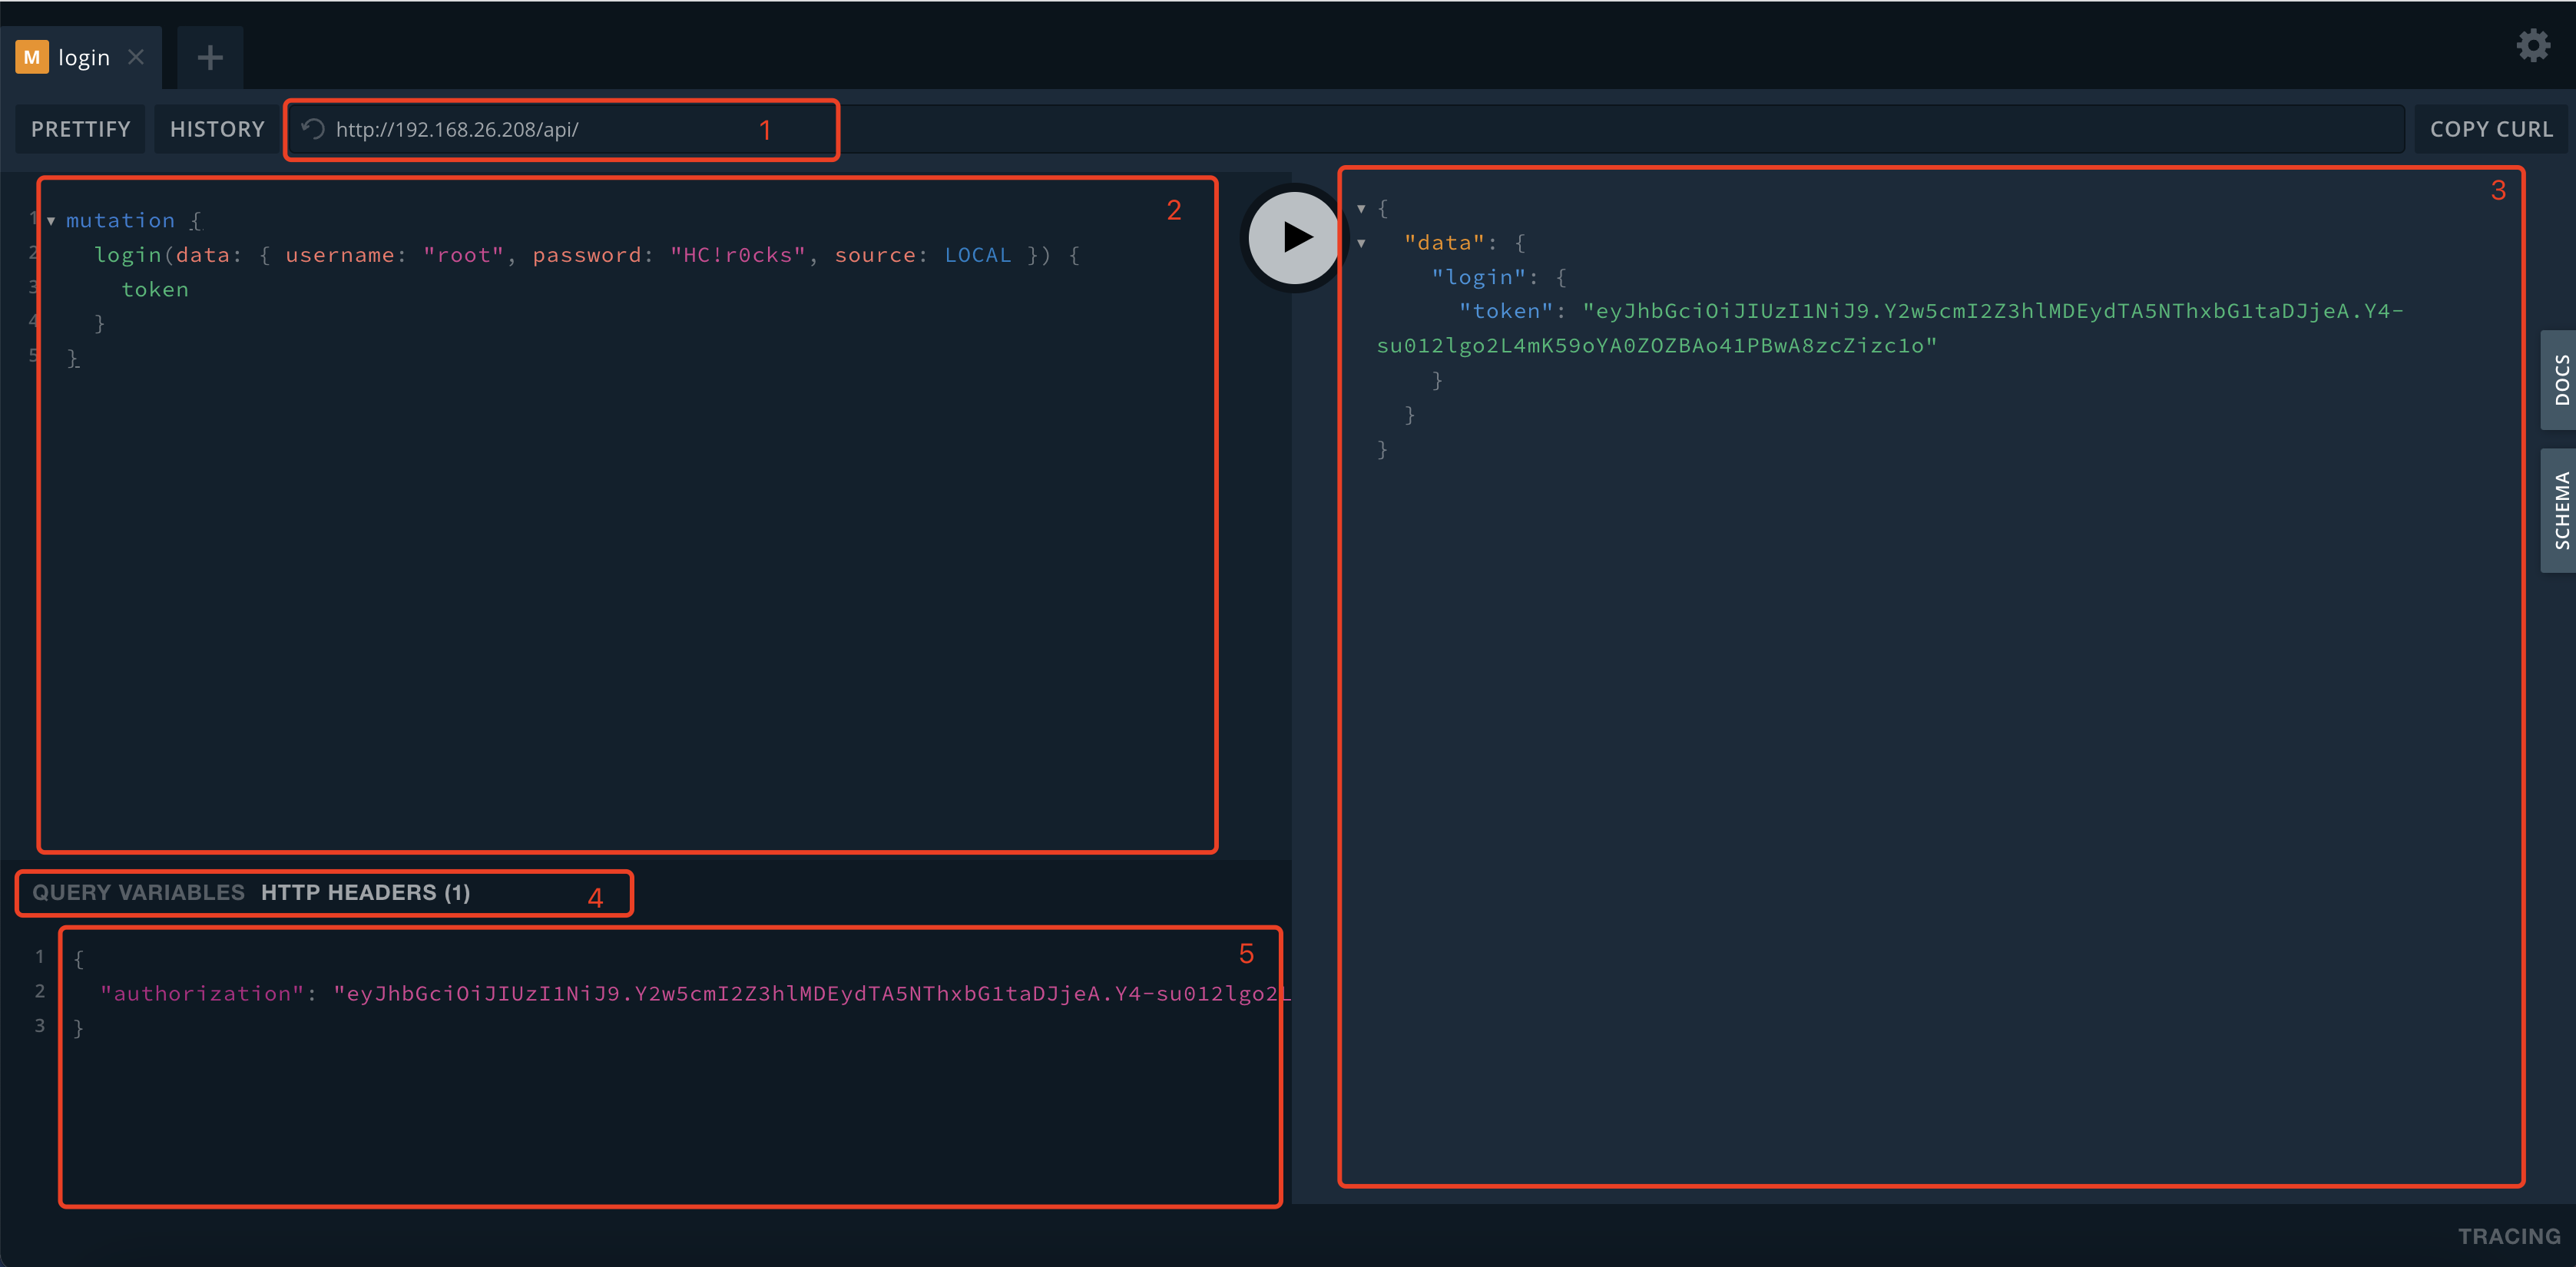 M login
PRETTIFY HISTORY http://192.168.26.208/api/ 1 COPY CURL
2
1 mutation {
2 login(data: { username: "root", password: "HC!r0cks", source: LOCAL }) {
3 token
4 }
5 }
3
{
"data": {
"login": {
"token": "eyJhbGciOiJIUzI1NiJ9.Y2w5cmI2Z3hlMDEydTA5NThxbG1taDJjeA.Y4-
su012lgo2L4mK59oYA0ZOZBAo41PBwA8zcZizc1o"
}
}
}
DOCS
SCHEMA
QUERY VARIABLES HTTP HEADERS (1) 4
5
1 {
2 "authorization": "eyJhbGciOiJIUzI1NiJ9.Y2w5cmI2Z3hlMDEydTA5NThxbG1taDJjeA.Y4-su012lgo2L
3 }
TRACING